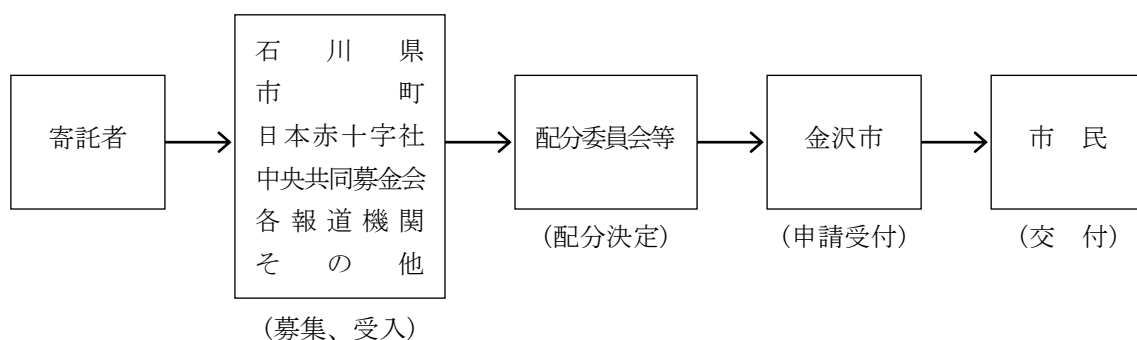 寄託者
石川県
市町
日本赤十字社
中央共同募金会
各報道機関
その他
(募集、受入)
配分委員会等
(配分決定)
金沢市
(申請受付)
市民
(交付)